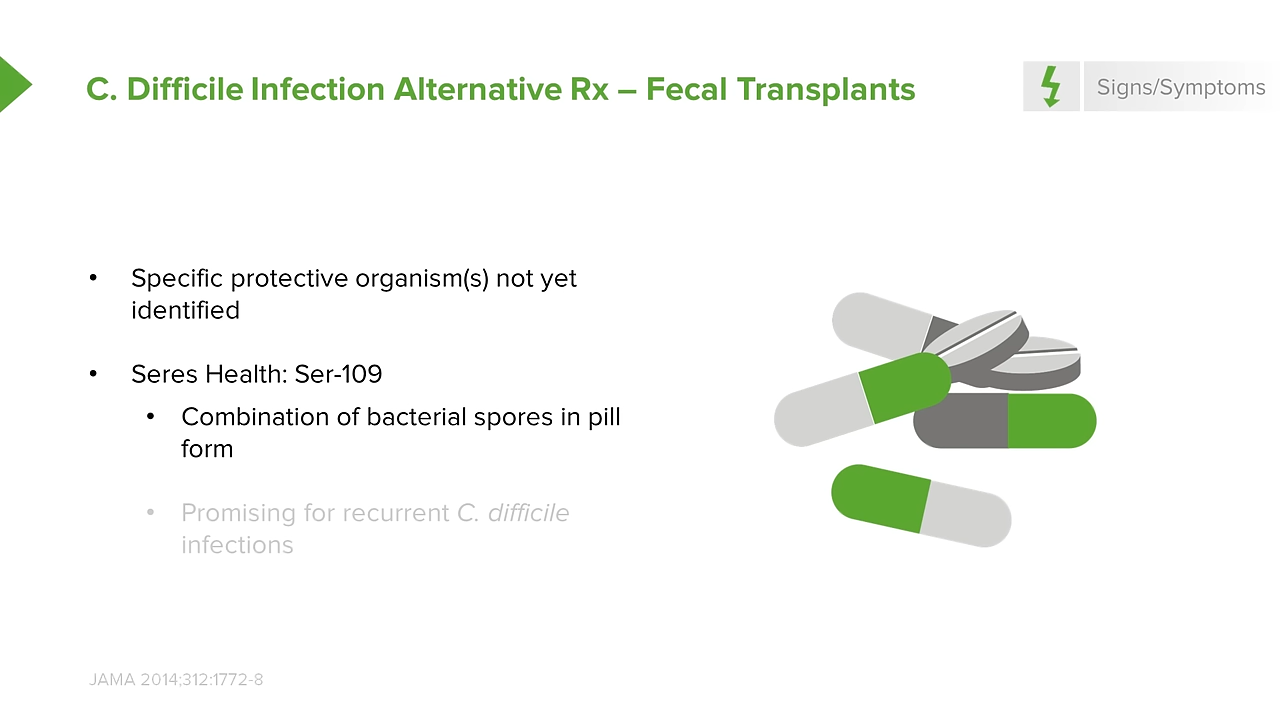 C. Difficile Infection Alternative Rx – Fecal Transplants
Signs/Symptoms
• Specific protective organism(s) not yet
identified
• Seres Health: Ser-109
• Combination of bacterial spores in pill
form
• Promising for recurrent C. difficile
infections
JAMA 2014;312:1772-8